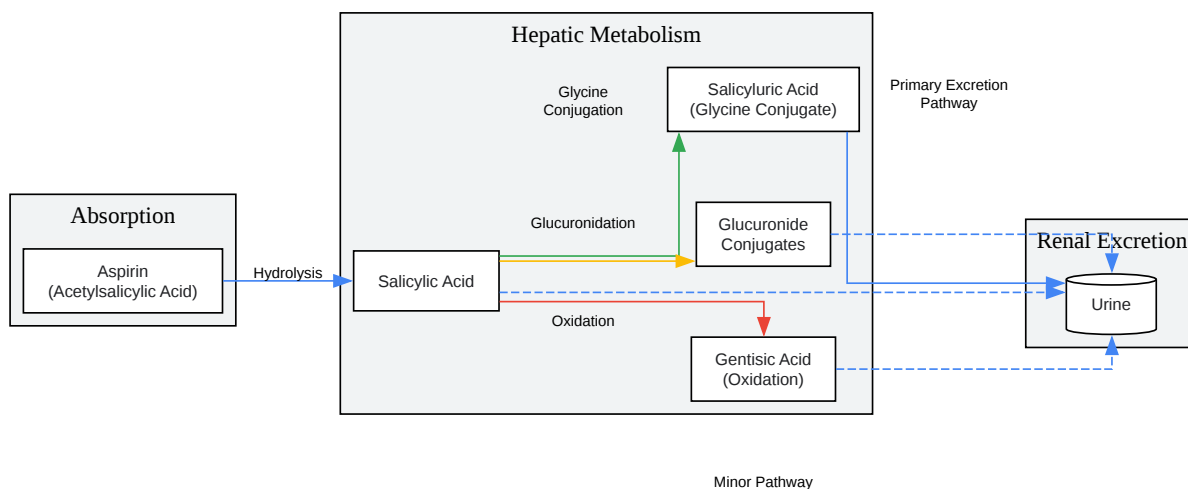 Hepatic Metabolism
Glycine
Conjugation
Salicyluric Acid
(Glycine Conjugate)
Primary Excretion
Pathway
Absorption
Aspirin
(Acetylsalicylic Acid)
Hydrolysis
Salicylic Acid
Glucuronidation
Glucuronide
Conjugates
Oxidation
Gentisic Acid
(Oxidation)
Renal Excretion
Urine
Minor Pathway